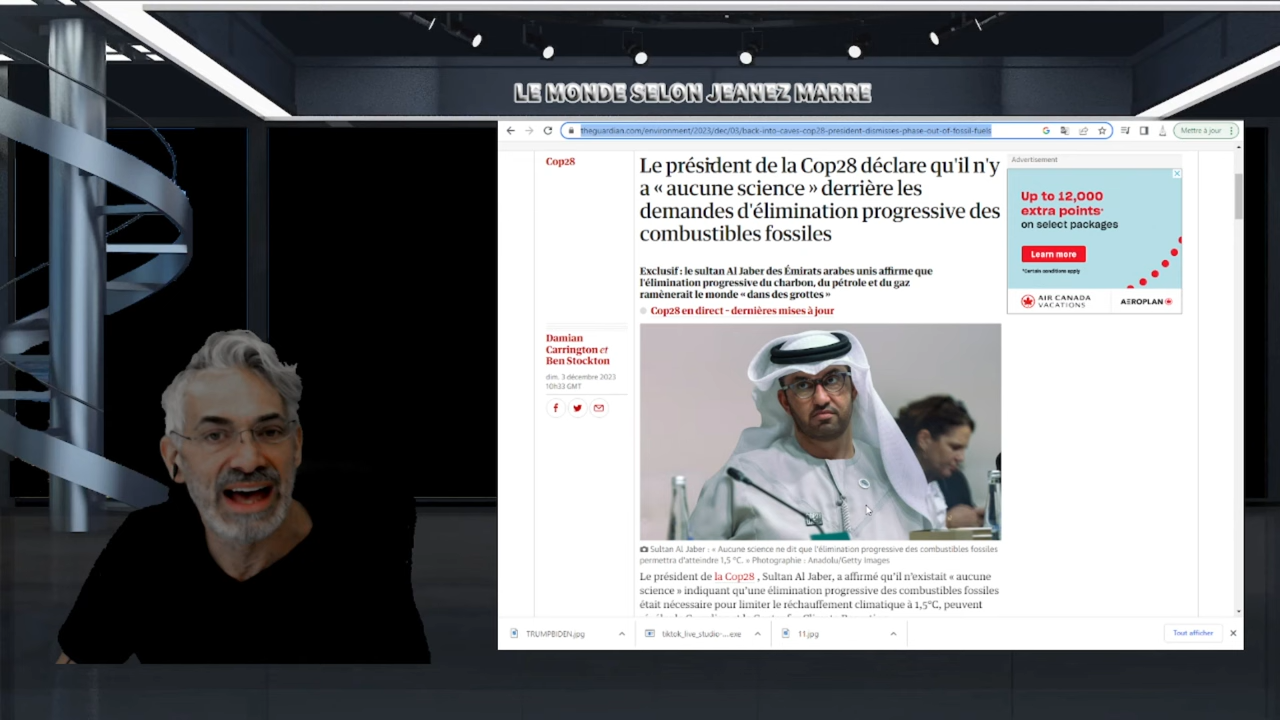 LE MONDE SELON JEANEZ MARRE
theguardian.com/environment/2023/dec/03/back-into-caves-cop28-president-dismisses-phase-out-of-fossil-fuels
Mettre à jour
Cop28
Le président de la Cop28 déclare qu'il n'y
a « aucune science » derrière les
demandes d'élimination progressive des
combustibles fossiles
Exclusif : le sultan Al Jaber des Émirats arabes unis affirme que
l'élimination progressive du charbon, du pétrole et du gaz
ramènerait le monde « dans des grottes »
Cop28 en direct – dernières mises à jour
Damian
Carrington et
Ben Stockton
dim. 3 décembre 2023
10h33 GMT
Advertisement
Up to 12,000
extra points*
on select packages
Learn more
*Certain conditions apply
AIR CANADA
VACATIONS
AEROPLAN
Sultan Al Jaber : « Aucune science ne dit que l'élimination progressive des combustibles fossiles
permettra d'atteindre 1,5 °C. » Photographie : Anadolu/Getty Images
Le président de la Cop28 , Sultan Al Jaber, a affirmé qu'il n'existait « aucune
science » indiquant qu'une élimination progressive des combustibles fossiles
était nécessaire pour limiter le réchauffement climatique à 1,5°C, peuvent
TRUMPBIDEN.jpg
tiktok_live_studio-....exe
11.jpg
Tout afficher